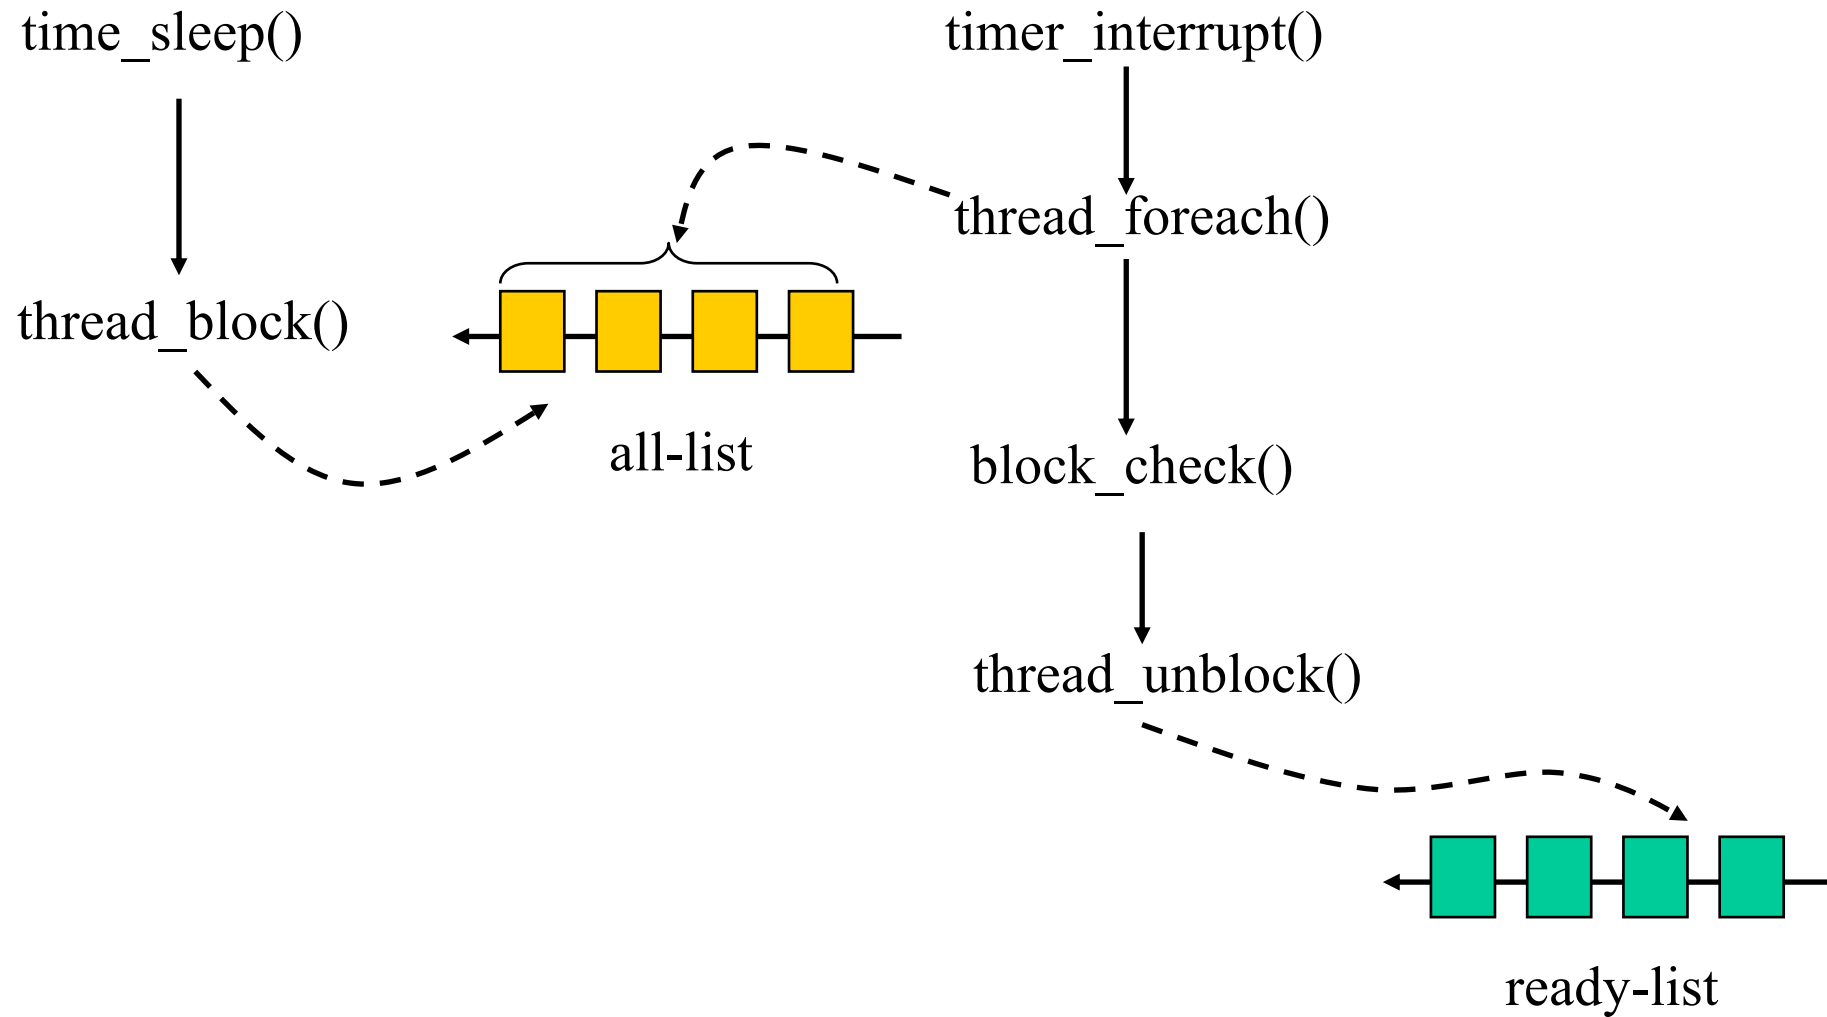 time_sleep()
timer_interrupt()
thread_foreach()
thread_block()
all-list
block_check()
thread_unblock()
ready-list